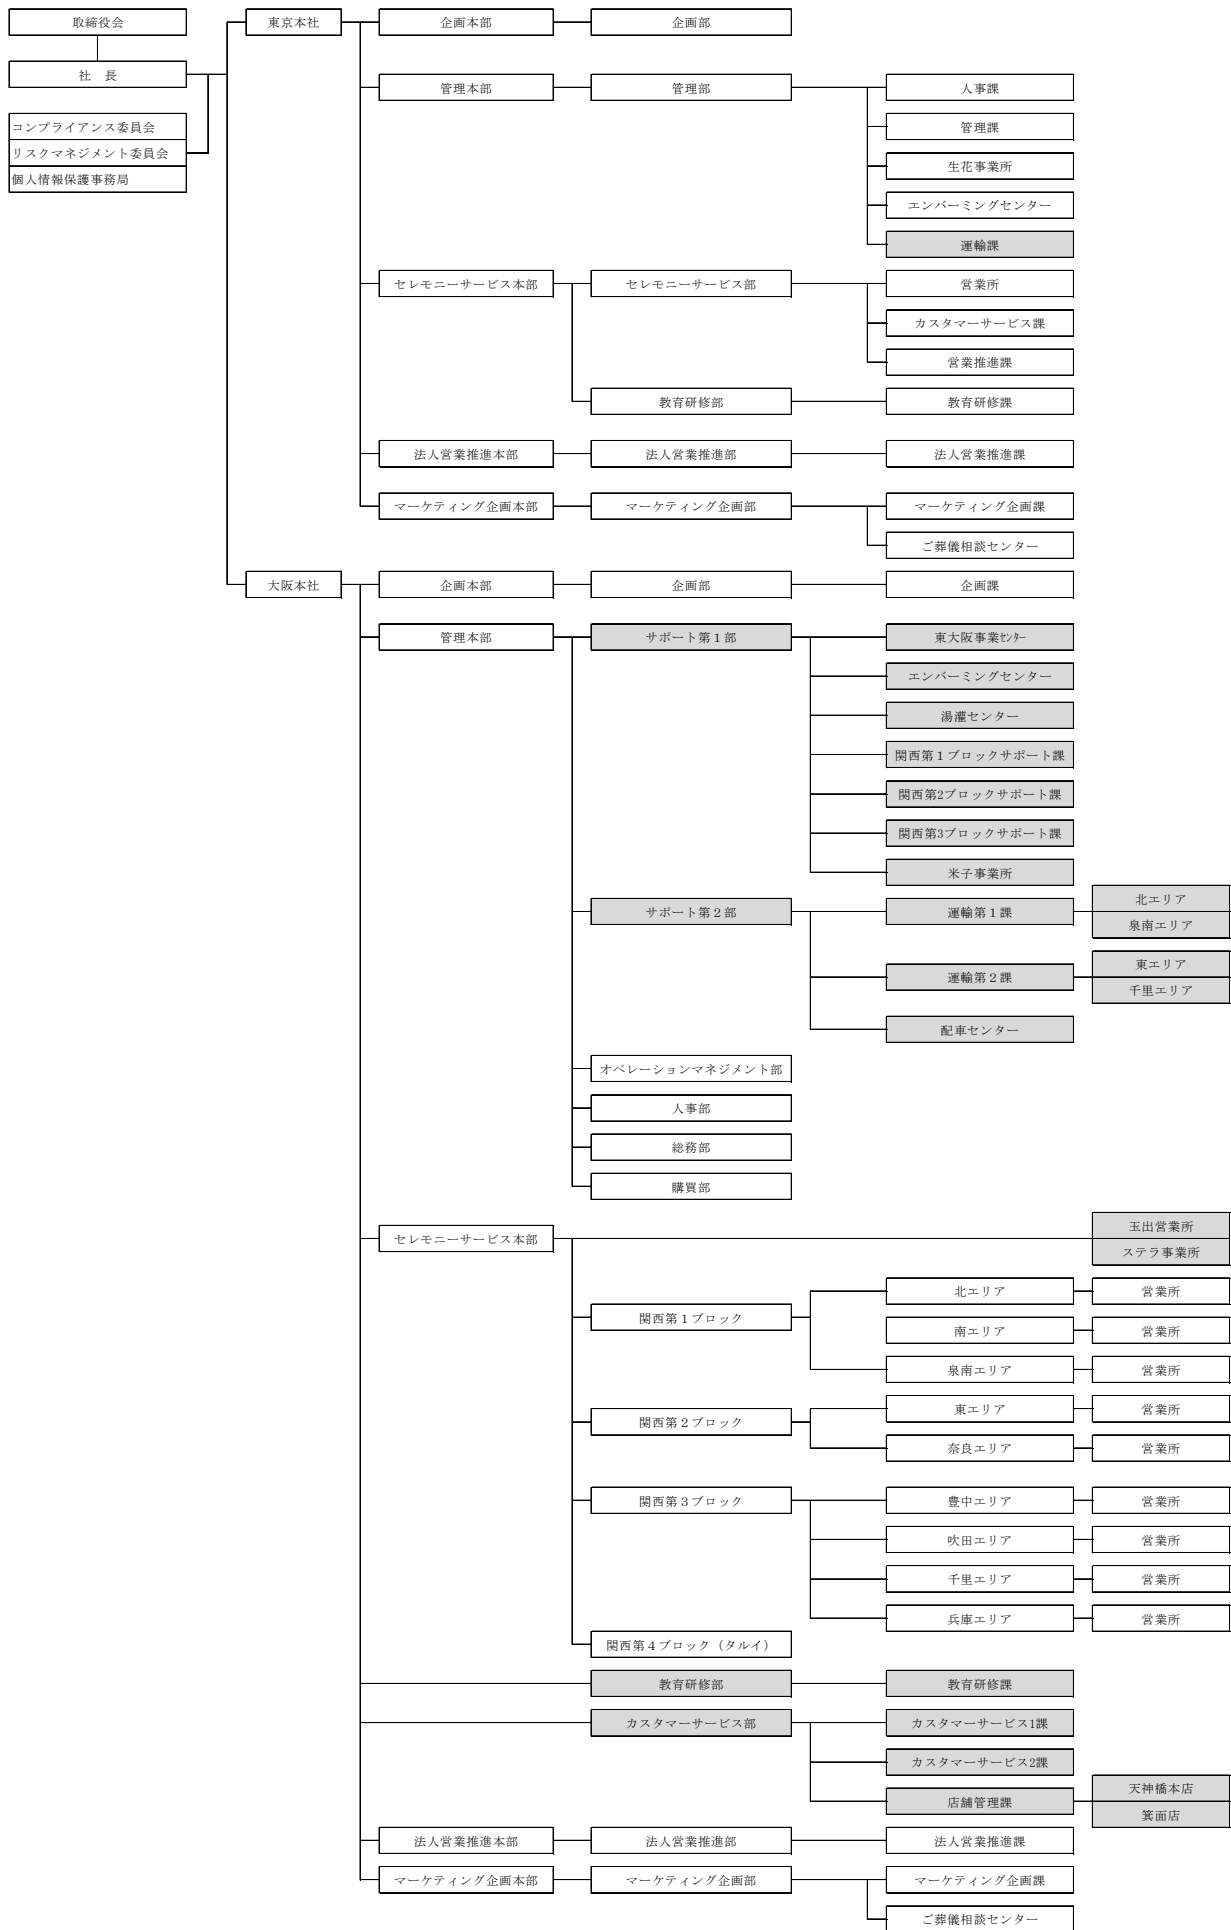 取締役会
社　長
コンプライアンス委員会
リスクマネジメント委員会
個人情報保護事務局
東京本社
企画本部
企画部
管理本部
管理部
人事課
管理課
生花事業所
エンバーミングセンター
運輸課
セレモニーサービス本部
セレモニーサービス部
営業所
カスタマーサービス課
営業推進課
教育研修部
教育研修課
法人営業推進本部
法人営業推進部
法人営業推進課
マーケティング企画本部
マーケティング企画部
マーケティング企画課
ご葬儀相談センター
大阪本社
企画本部
企画部
企画課
管理本部
サポート第１部
東大阪事業ｾﾝﾀｰ
エンバーミングセンター
湯灌センター
関西第１ブロックサポート課
関西第2ブロックサポート課
関西第3ブロックサポート課
米子事業所
サポート第２部
運輸第１課
北エリア
泉南エリア
運輸第２課
東エリア
千里エリア
配車センター
オペレーションマネジメント部
人事部
総務部
購買部
セレモニーサービス本部
玉出営業所
ステラ事業所
関西第１ブロック
北エリア
営業所
南エリア
営業所
泉南エリア
営業所
関西第２ブロック
東エリア
営業所
奈良エリア
営業所
関西第３ブロック
豊中エリア
営業所
吹田エリア
営業所
千里エリア
営業所
兵庫エリア
営業所
関西第４ブロック（タルイ）
教育研修部
教育研修課
カスタマーサービス部
カスタマーサービス1課
カスタマーサービス2課
店舗管理課
天神橋本店
箕面店
法人営業推進本部
法人営業推進部
法人営業推進課
マーケティング企画本部
マーケティング企画部
マーケティング企画課
ご葬儀相談センター